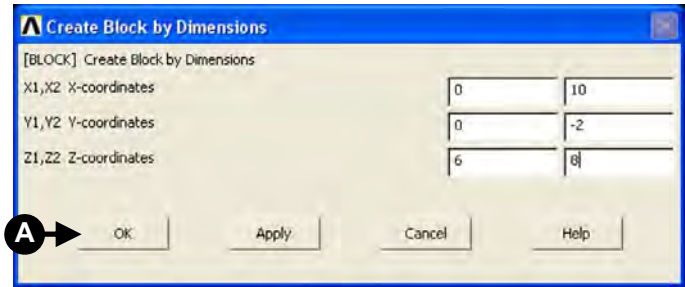 Create Block by Dimensions
[BLOCK] Create Block by Dimensions
X1,X2 X-coordinates 0 10
Y1,Y2 Y-coordinates 0 -2
Z1,Z2 Z-coordinates 6 8
A OK Apply Cancel Help